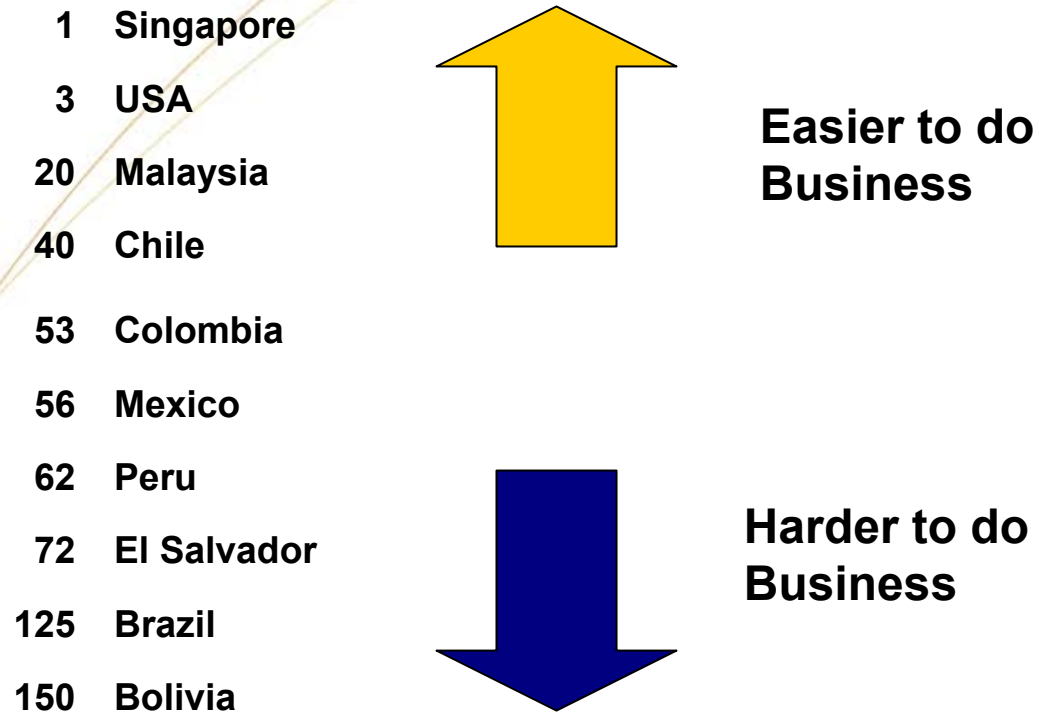 1 Singapore
3 USA
20 Malaysia
40 Chile
53 Colombia
56 Mexico
62 Peru
72 El Salvador
125 Brazil
150 Bolivia
Easier to do
Business
Harder to do
Business